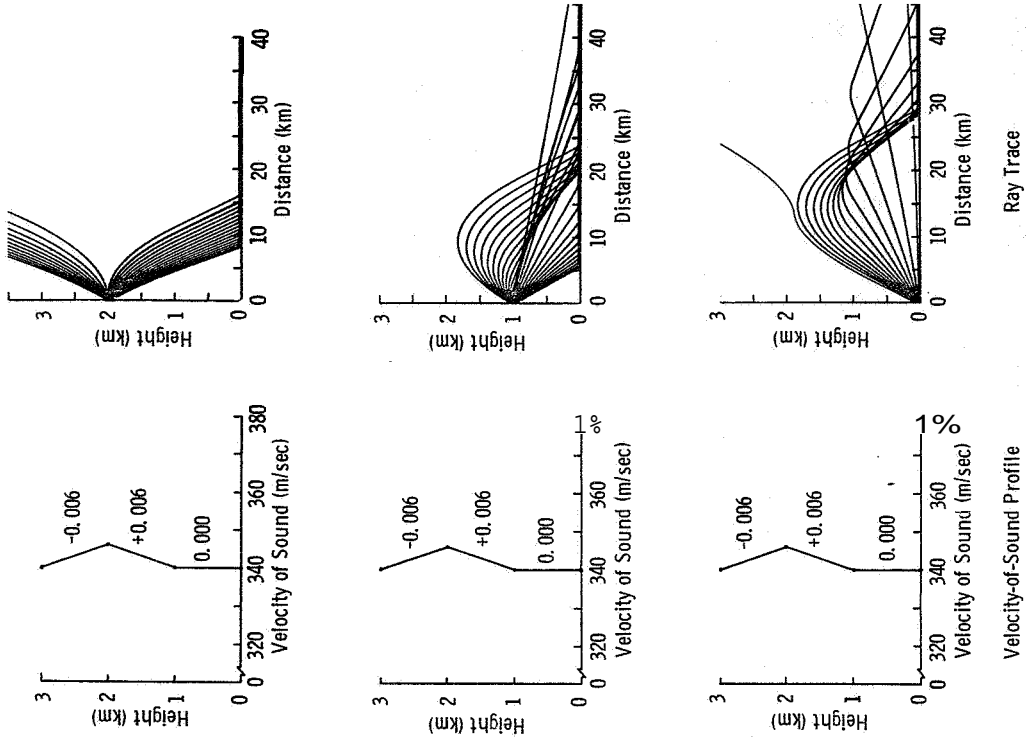 3
2
1
0
Height (km)
-0.006
+0.006
0.000
0 320 340 360 380
Velocity of Sound (m/sec)
3
2
1
0
Height (km)
0 10 20 30 40
Distance (km)
3
2
1
0
Height (km)
-0.006
+0.006
0.000
0 320 340 360 1%
Velocity of Sound (m/sec)
3
2
1
0
Height (km)
0 10 20 30 40
Distance (km)
3
2
1
0
Height (km)
-0.006
+0.006
0.000
0 320 340 360 1%
Velocity of Sound (m/sec)
3
2
1
0
Height (km)
0 10 20 30 40
Distance (km)
Velocity-of-Sound Profile
Ray Trace